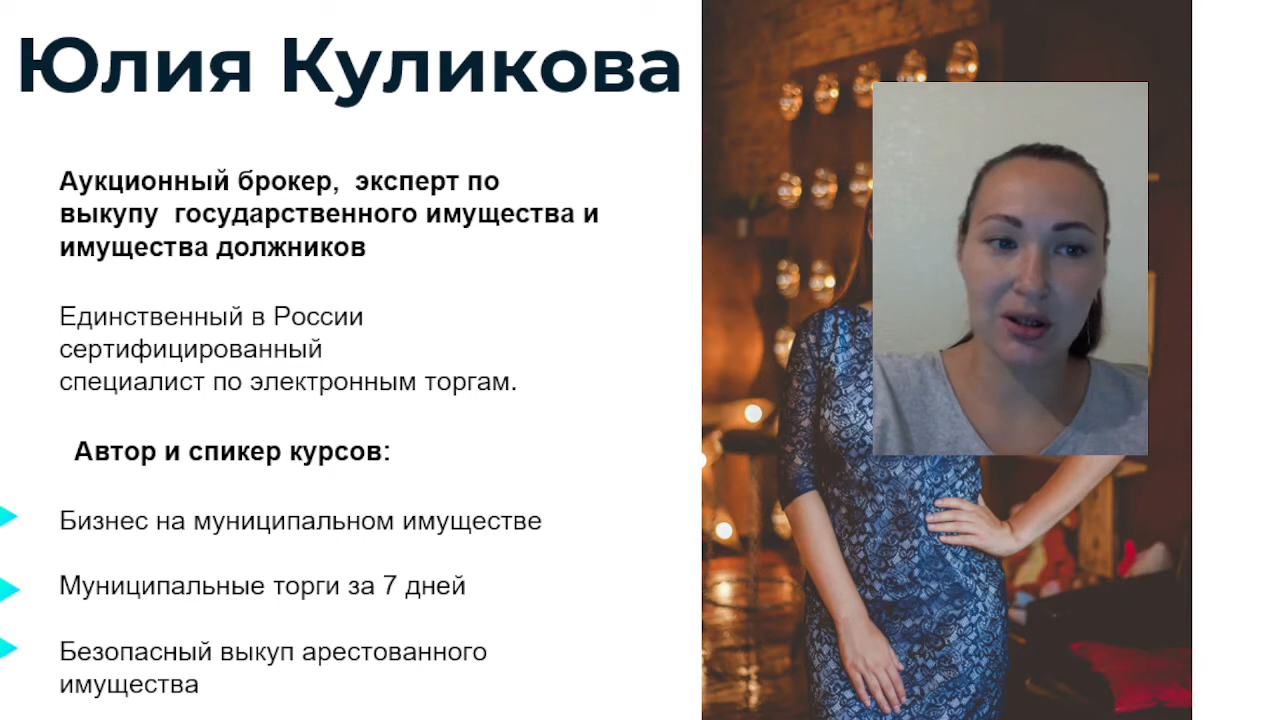 Юлия Куликова
Аукционный брокер,  эксперт по
выкупу  государственного имущества и
имущества должников
Единственный в России
сертифицированный
специалист по электронным торгам.
Автор и спикер курсов:
Бизнес на муниципальном имуществе
Муниципальные торги за 7 дней
Безопасный выкуп арестованного
имущества